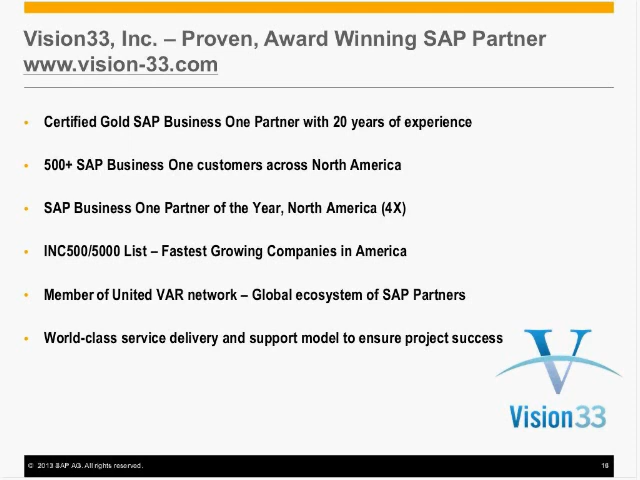 Vision33, Inc. – Proven, Award Winning SAP Partner
www.vision-33.com
• Certified Gold SAP Business One Partner with 20 years of experience
• 500+ SAP Business One customers across North America
• SAP Business One Partner of the Year, North America (4X)
• INC500/5000 List – Fastest Growing Companies in America
• Member of United VAR network – Global ecosystem of SAP Partners
• World-class service delivery and support model to ensure project success
V
Vision33
© 2013 SAP AG. All rights reserved. 16